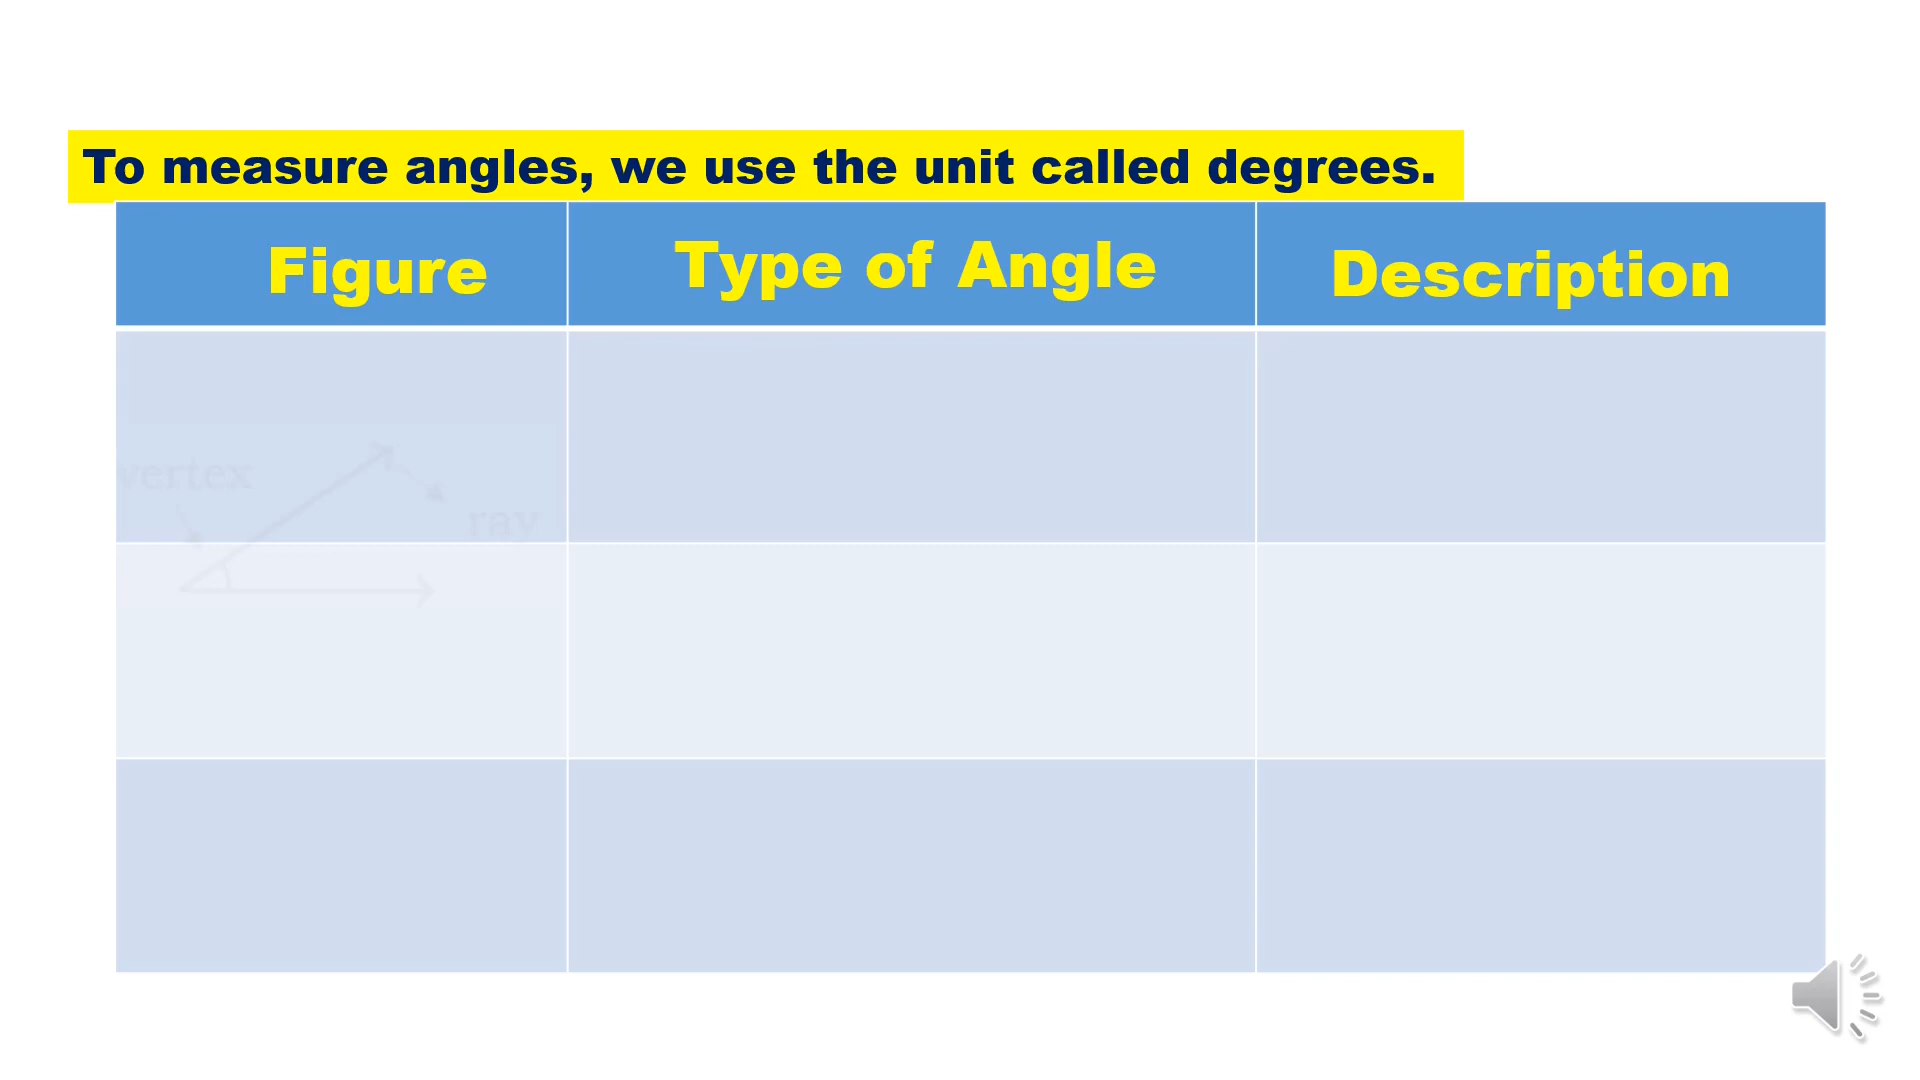 To measure angles, we use the unit called degrees.
Figure
Type of Angle
Description
vertex
ray